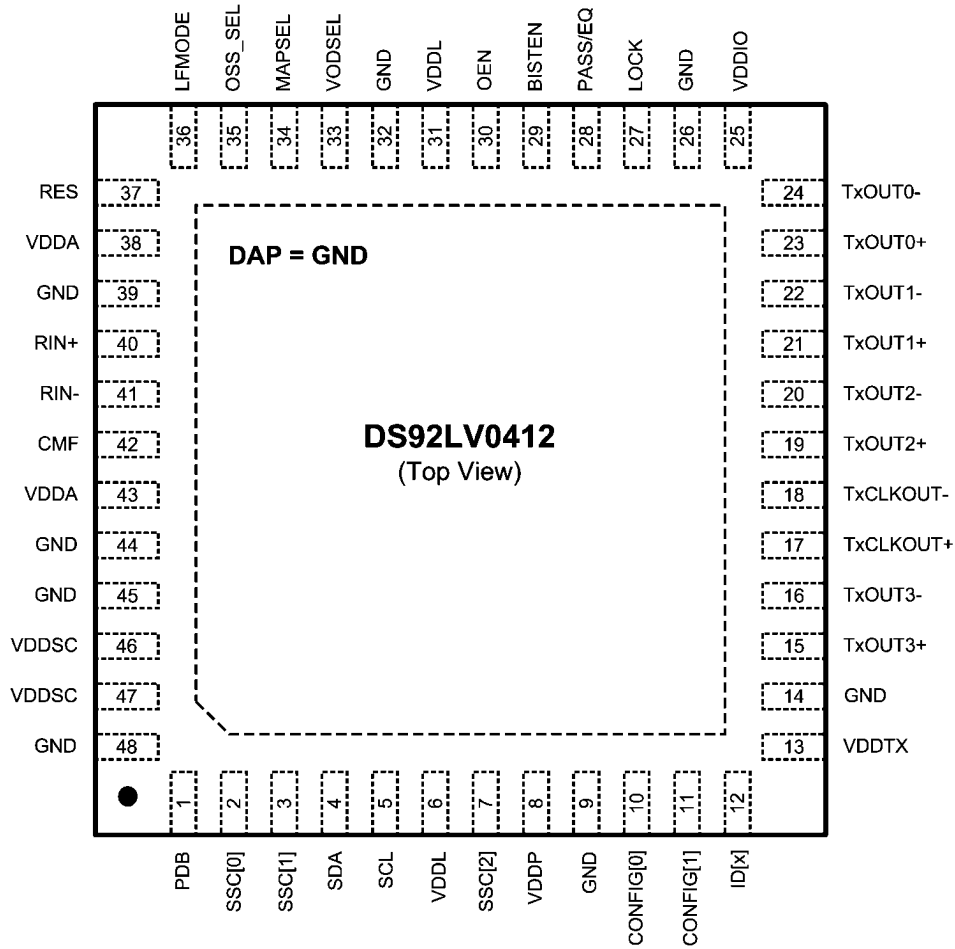 LFMODE
OSS_SEL
MAPSEL
VODSEL
GND
VDDL
OEN
BISTEN
PASS/EQ
LOCK
GND
VDDIO
36
35
34
33
32
31
30
29
28
27
26
25
RES 37
VDDA 38
GND 39
RIN+ 40
RIN- 41
CMF 42
VDDA 43
GND 44
GND 45
VDDSC 46
VDDSC 47
GND 48
DAP = GND
DS92LV0412
(Top View)
24 TxOUT0-
23 TxOUT0+
22 TxOUT1-
21 TxOUT1+
20 TxOUT2-
19 TxOUT2+
18 TxCLKOUT-
17 TxCLKOUT+
16 TxOUT3-
15 TxOUT3+
14 GND
13 VDDTX
1
2
3
4
5
6
7
8
9
10
11
12
PDB
SSC[0]
SSC[1]
SDA
SCL
VDDL
SSC[2]
VDDP
GND
CONFIG[0]
CONFIG[1]
ID[x]